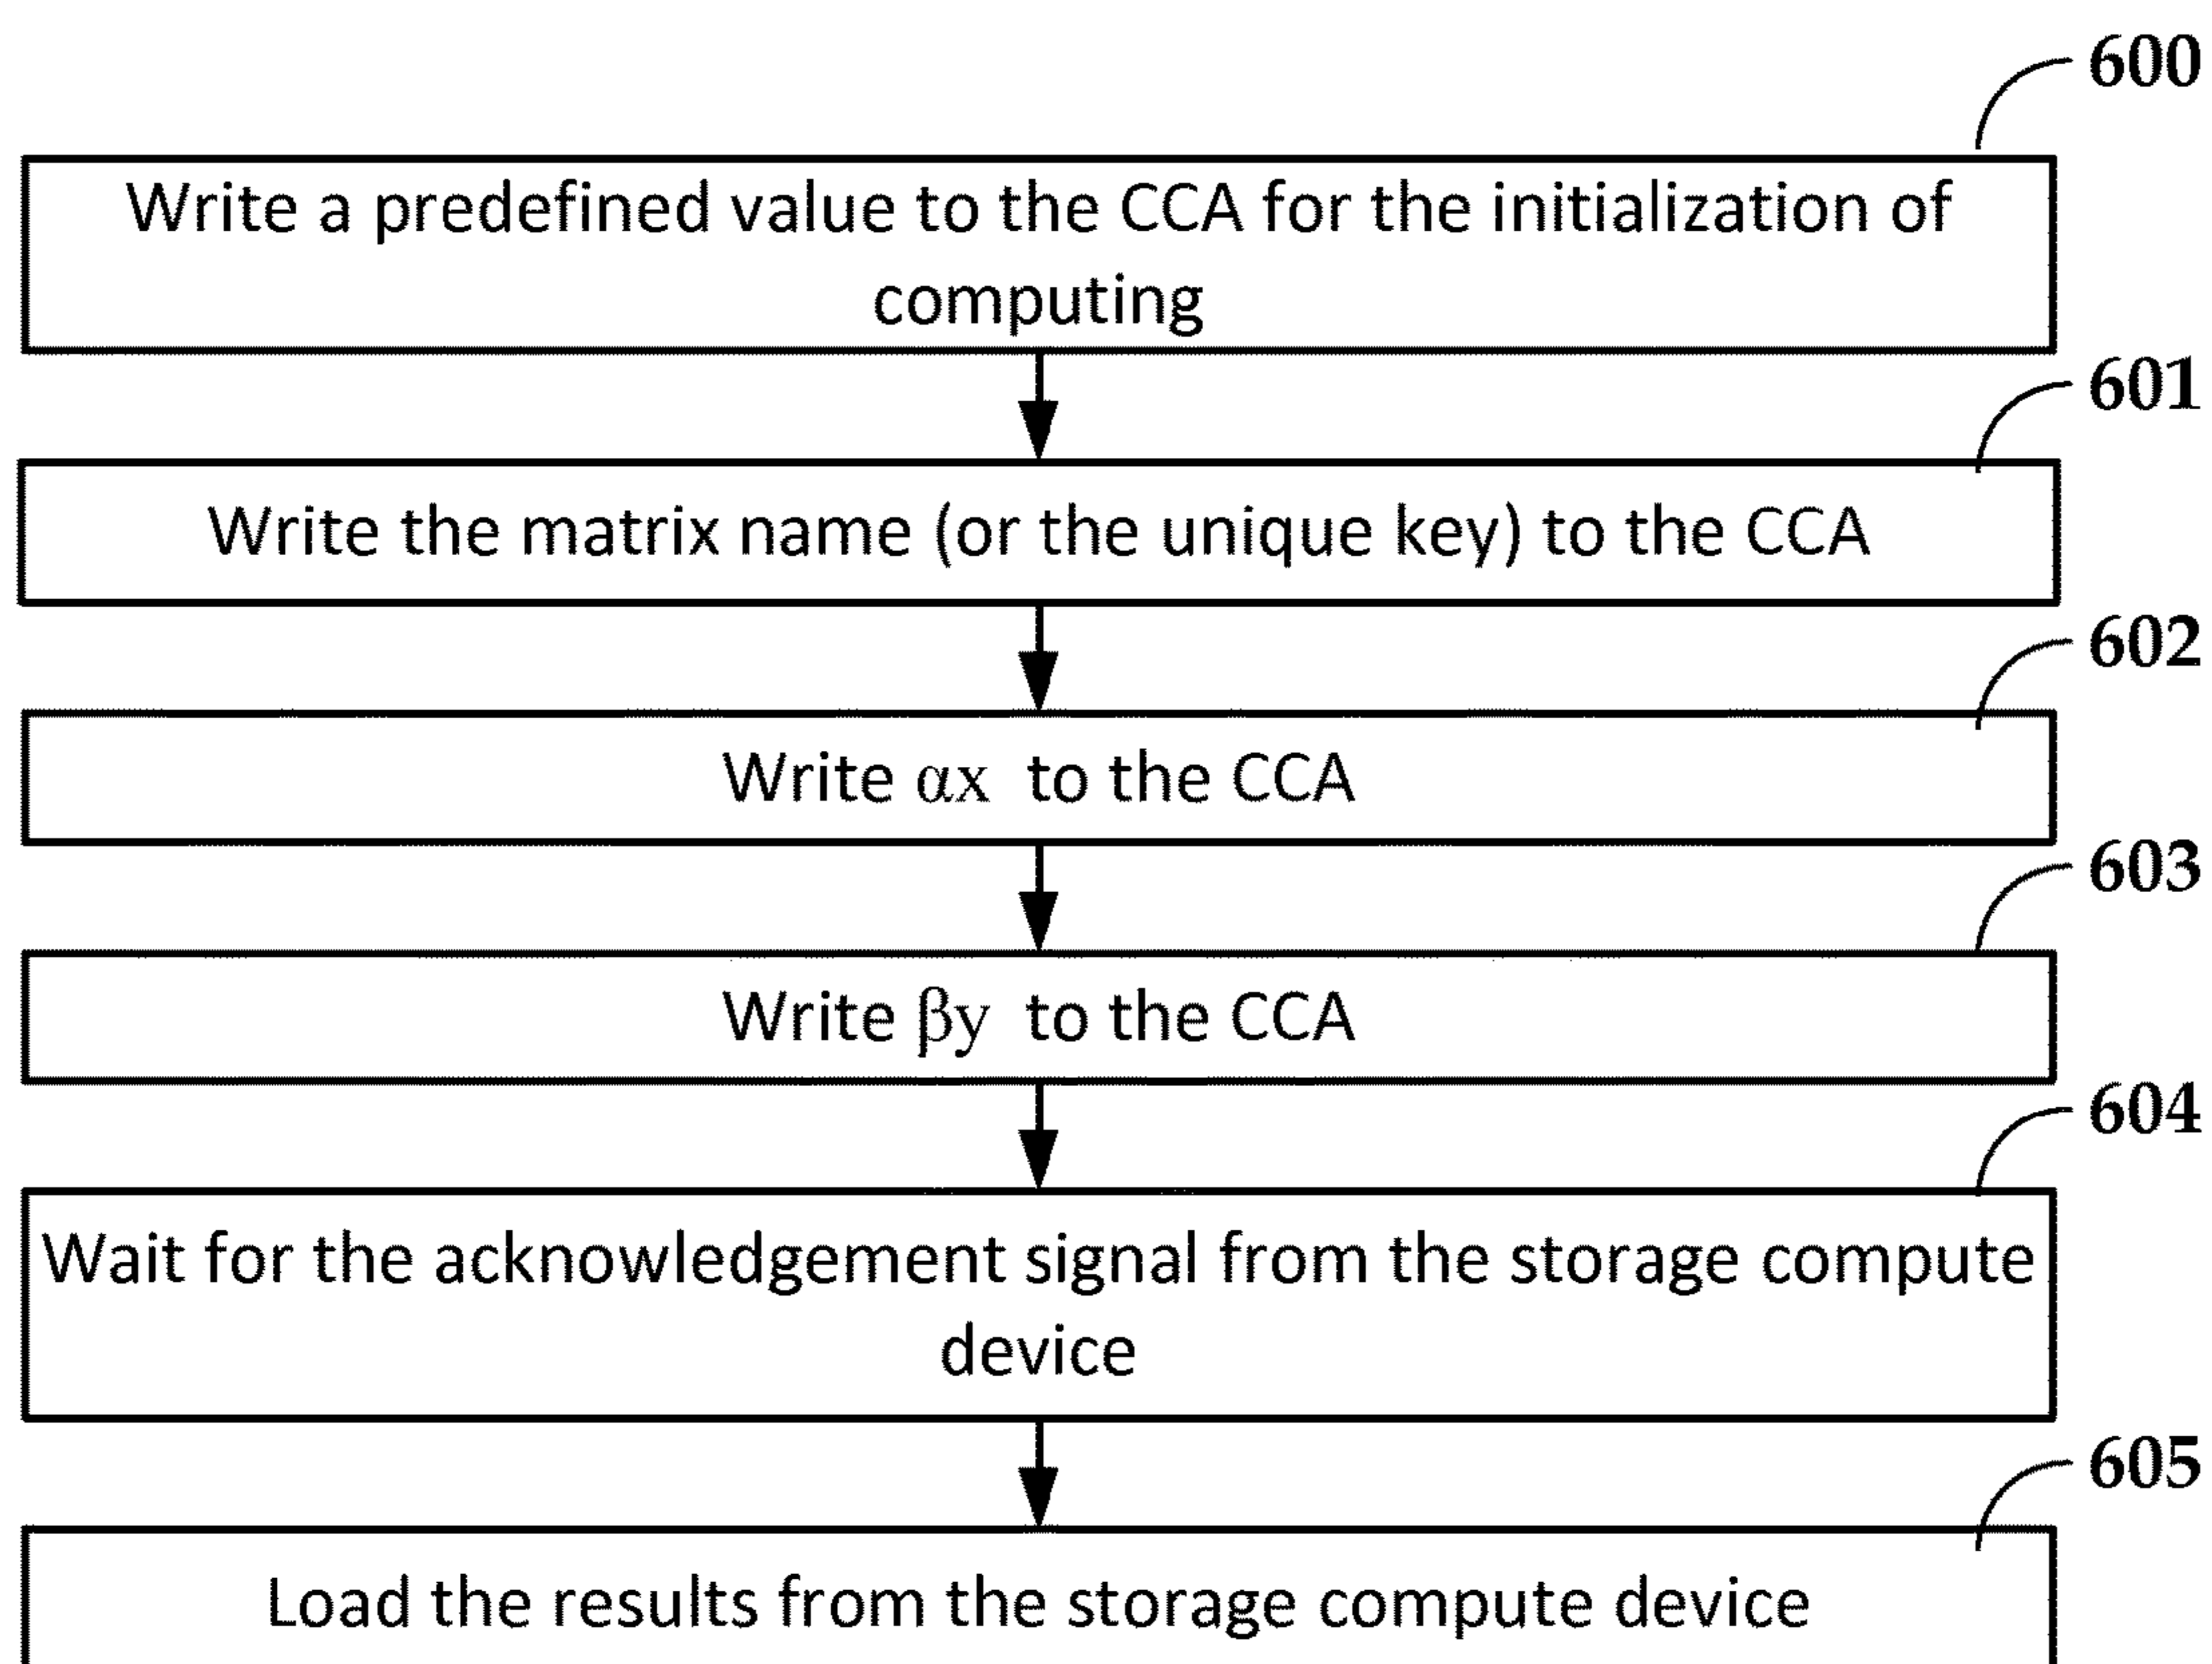 600
Write a predefined value to the CCA for the initialization of
computing
601
Write the matrix name (or the unique key) to the CCA
602
Write αx to the CCA
603
Write βy to the CCA
604
Wait for the acknowledgement signal from the storage compute
device
605
Load the results from the storage compute device